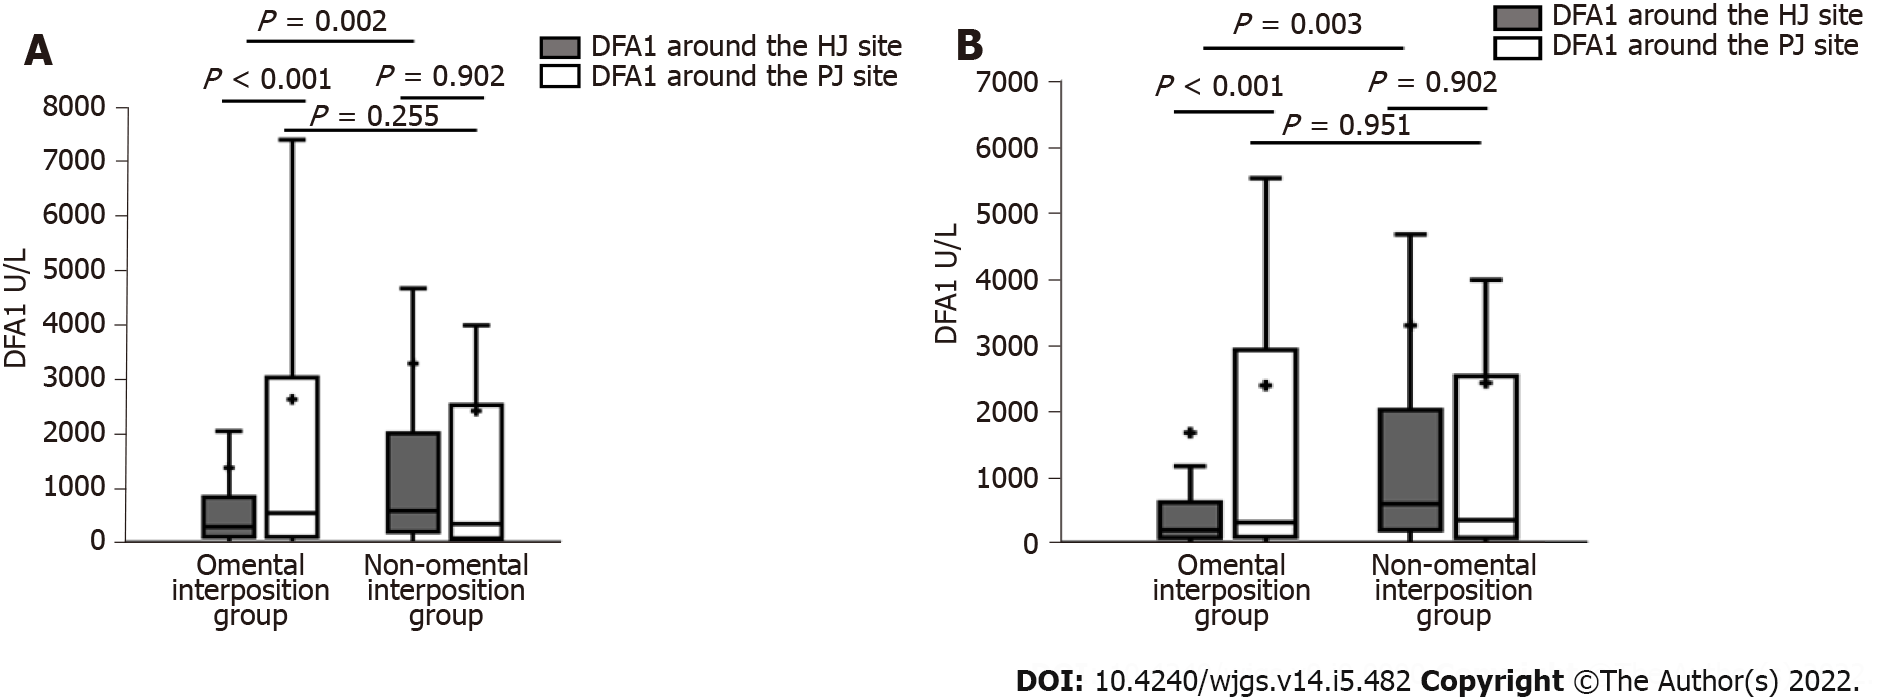 A
P = 0.002
DFA1 around the HJ site
DFA1 around the PJ site
P < 0.001
P = 0.902
P = 0.255
8000
7000
6000
5000
4000
3000
2000
1000
0
DFA1 U/L
Omental
interposition
group
Non-omental
interposition
group
B
P = 0.003
DFA1 around the HJ site
DFA1 around the PJ site
P < 0.001
P = 0.902
P = 0.951
7000
6000
5000
4000
3000
2000
1000
0
DFA1 U/L
Omental
interposition
group
Non-omental
interposition
group
DOI: 10.4240/wjgs.v14.i5.482 Copyright ©The Author(s) 2022.